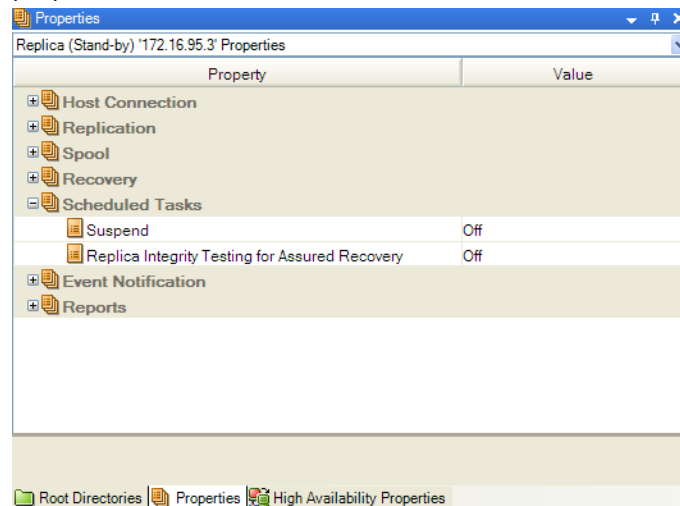 Properties
Replica (Stand-by) '172.16.95.3' Properties
Property Value
Host Connection
Replication
Spool
Recovery
Scheduled Tasks
Suspend Off
Replica Integrity Testing for Assured Recovery Off
Event Notification
Reports
Root Directories Properties High Availability Properties